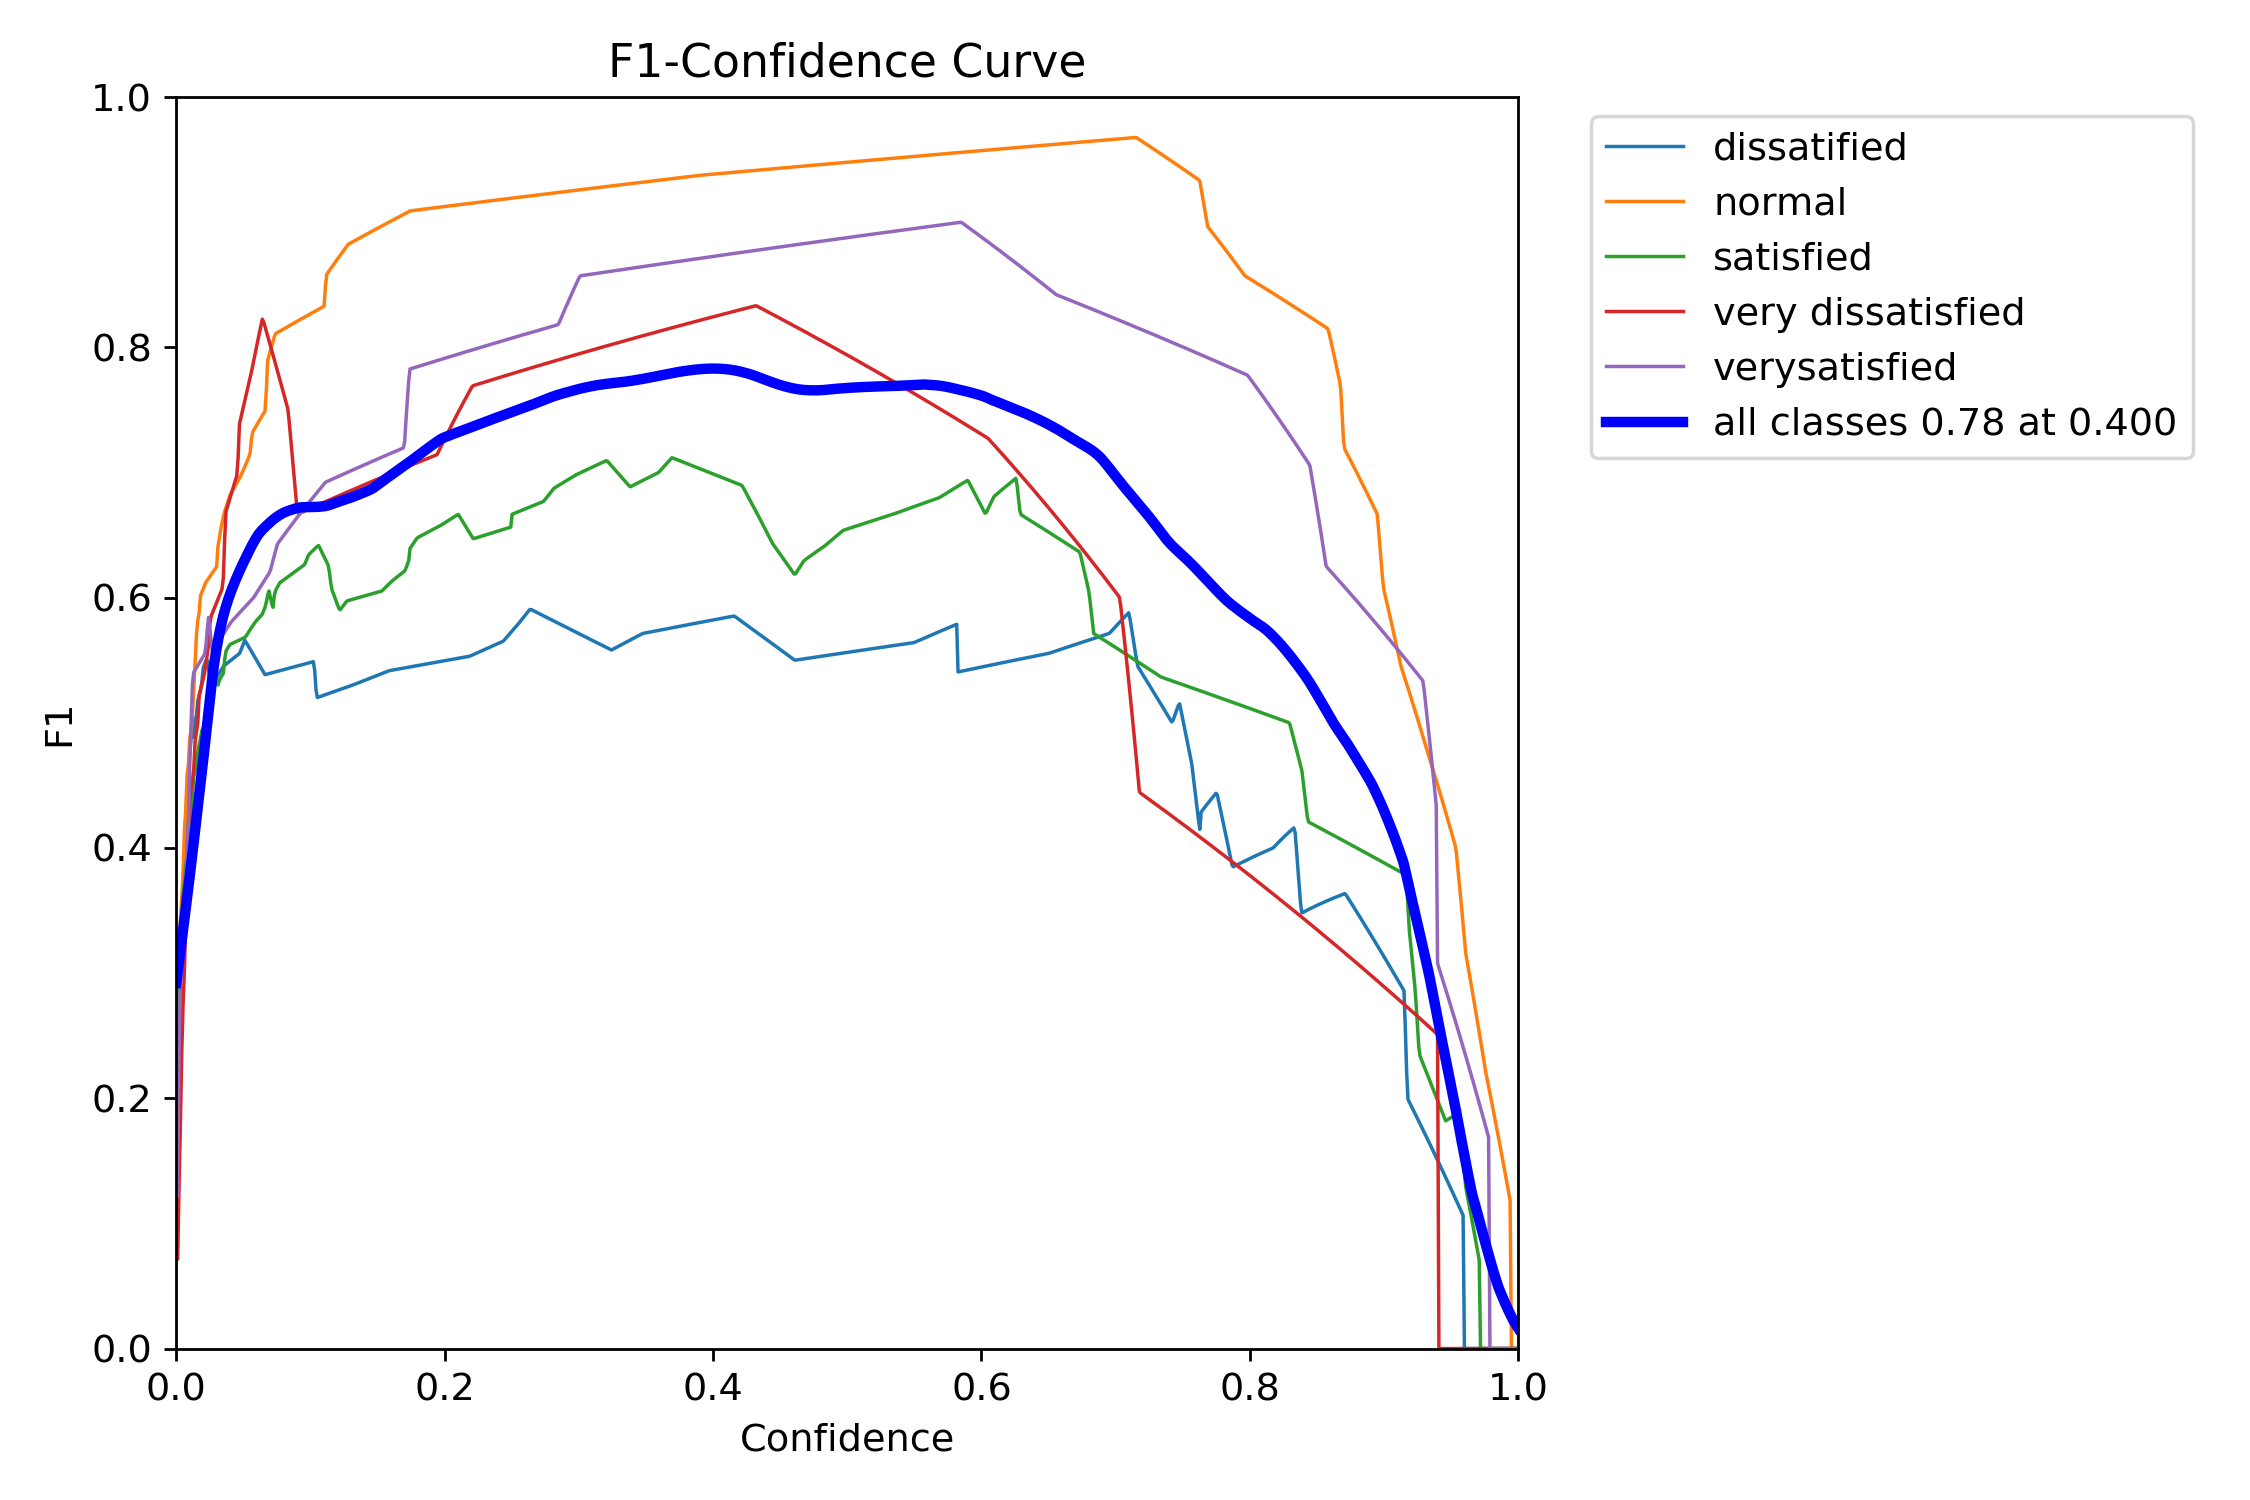 F1-Confidence Curve
1.0
0.8
0.6
0.4
0.2
0.0
F1
0.0 0.2 0.4 0.6 0.8 1.0
Confidence
dissatified
normal
satisfied
very dissatisfied
verysatisfied
all classes 0.78 at 0.400